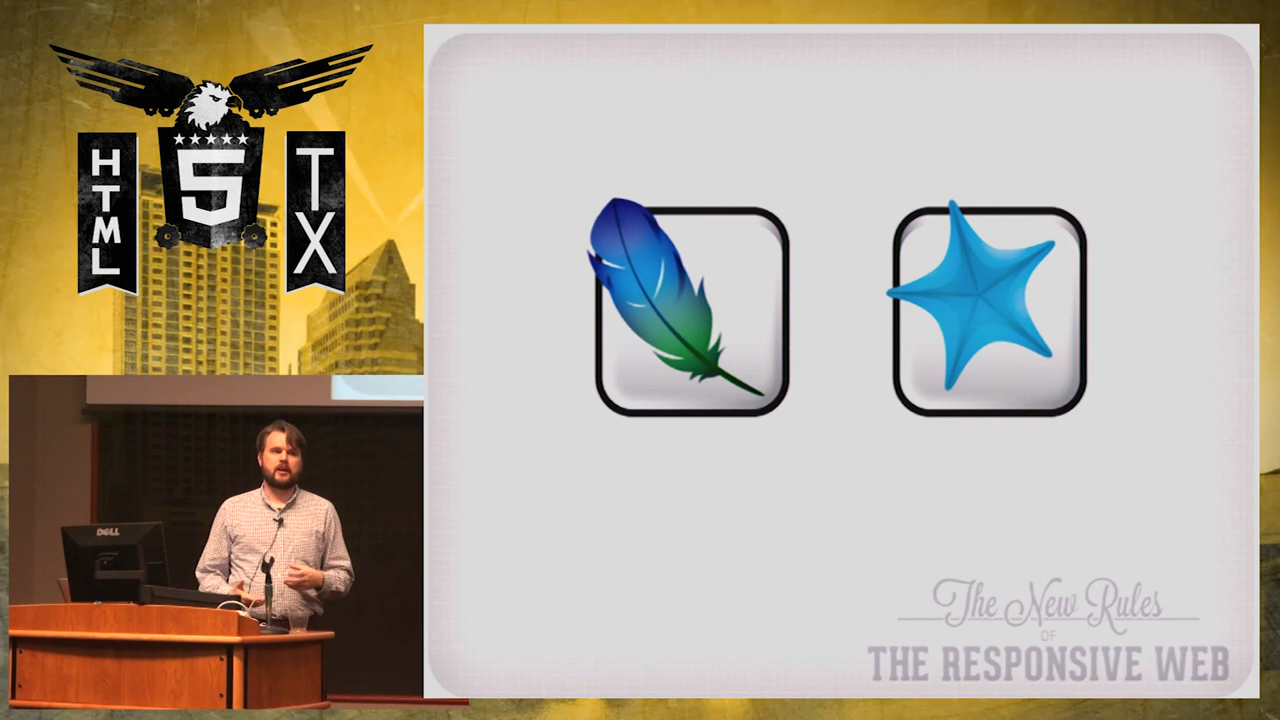 HTML
5
TX
DELL
The New Rules
OF
THE RESPONSIVE WEB